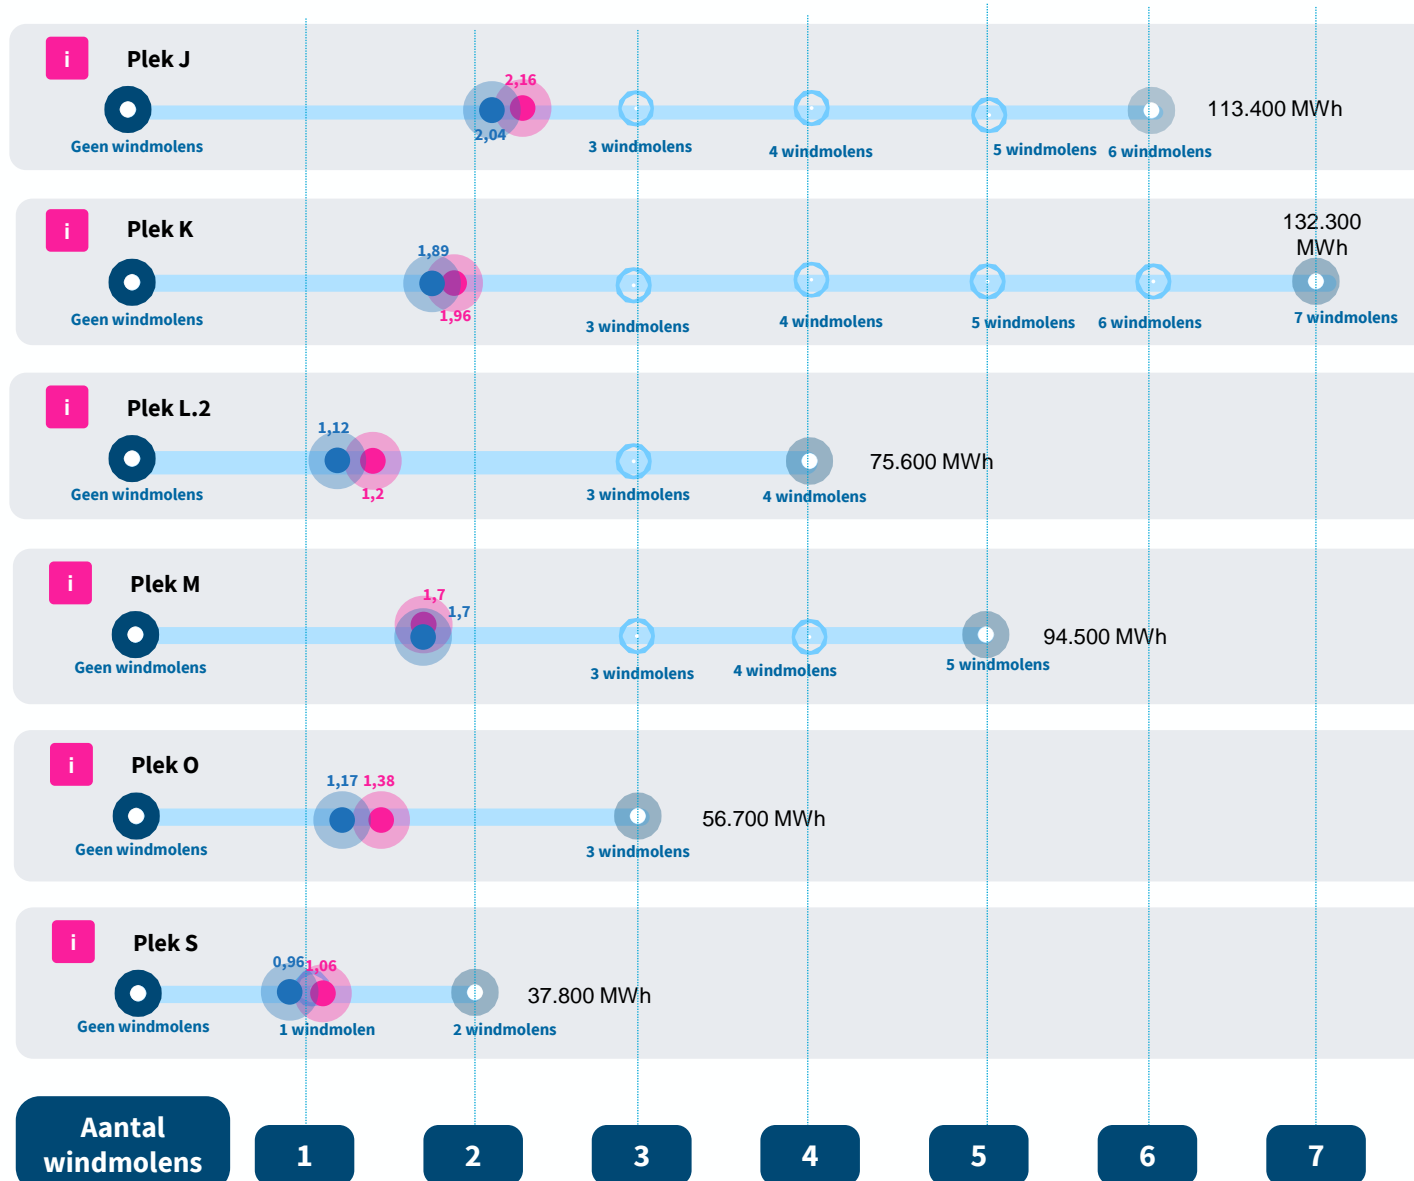 i
Plek J
2,16
2,04
113.400 MWh
Geen windmolens
3 windmolens
4 windmolens
5 windmolens
6 windmolens
i
Plek K
132.300
MWh
1,89
1,96
Geen windmolens
3 windmolens
4 windmolens
5 windmolens
6 windmolens
7 windmolens
i
Plek L.2
1,12
1,2
75.600 MWh
Geen windmolens
3 windmolens
4 windmolens
i
Plek M
1,7
1,7
94.500 MWh
Geen windmolens
3 windmolens
4 windmolens
5 windmolens
i
Plek O
1,17
1,38
56.700 MWh
Geen windmolens
3 windmolens
i
Plek S
0,96
1,06
37.800 MWh
Geen windmolens
1 windmolen
2 windmolens
Aantal
windmolens
1
2
3
4
5
6
7